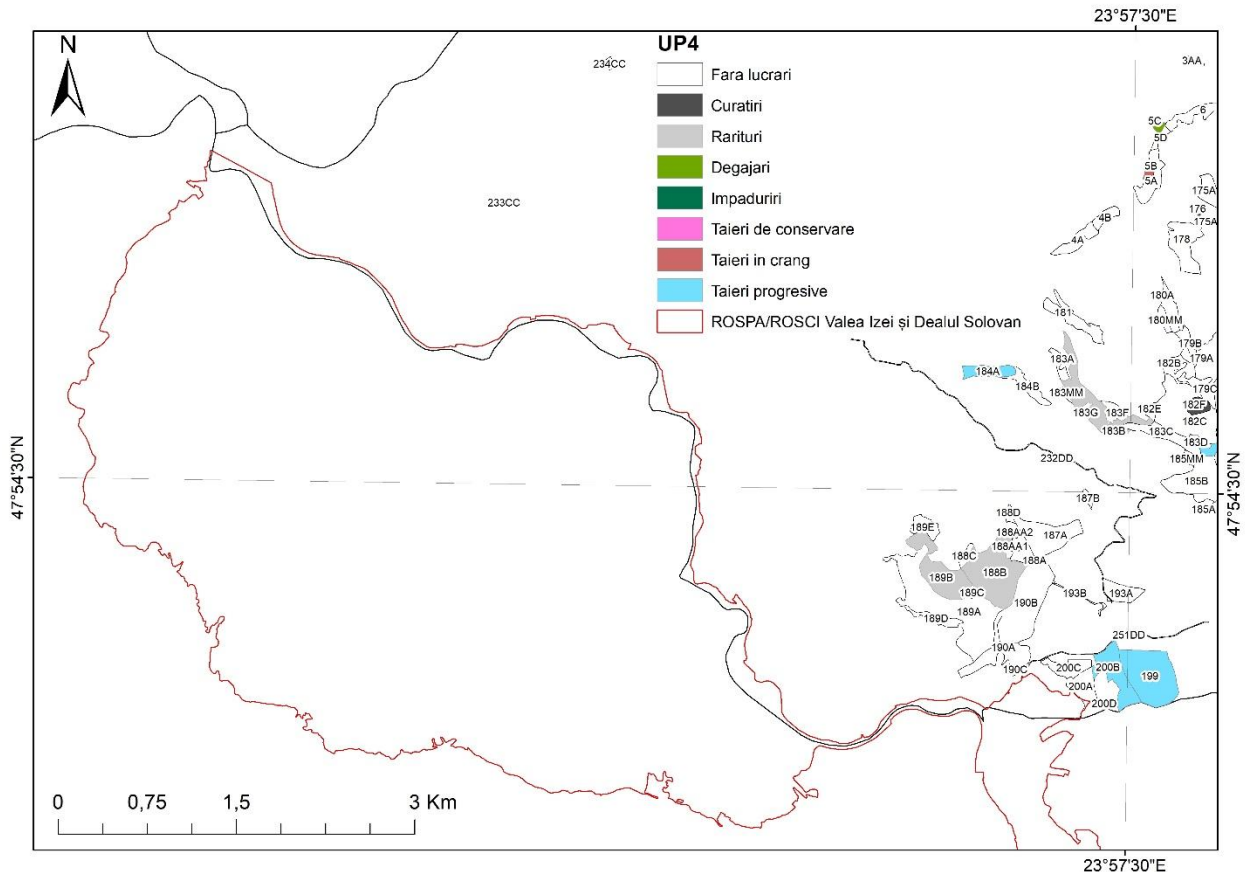 23°57'30"E
N
UP4
Fara lucrari
Curatiri
Rarituri
Degajari
Impaduriri
Taieri de conservare
Taieri in crang
Taieri progresive
ROSPA/ROSCI Valea Izei și Dealul Solovan
234CC
3AA,
6
5C
5D
5B
5A
175A
176
175A
4B
4A
178
233CC
180A
181
180MM
179B
183A
182B
179A
184A
184B
183MM
179C
182F
183G
183F
182E
182C
183B
183C
183D
232DD
185MM
47°54'30"N
47°54'30"N
185B
187B
185A
188D
189E
188AA2
187A
188AA1
188C
188A
189B
188B
189C
193B
193A
190B
189A
189D
251DD
190A
190C
200C
200B
199
200A
200D
0
0,75
1,5
3 Km
23°57'30"E